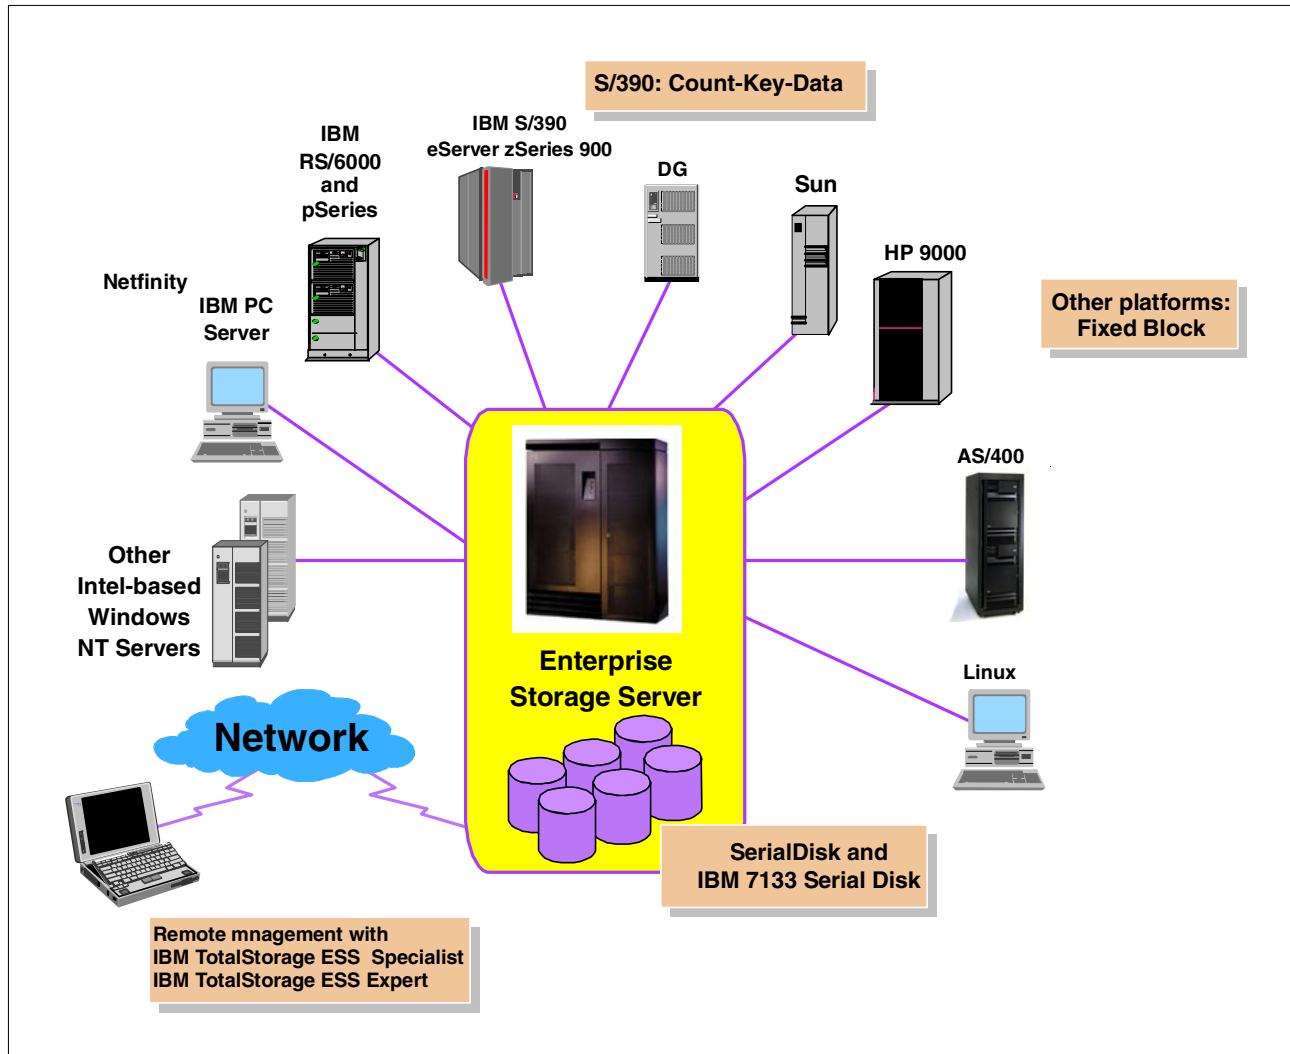 S/390: Count-Key-Data
IBM
RS/6000
and
pSeries
IBM S/390
eServer zSeries 900
DG
Sun
HP 9000
Netfinity
IBM PC
Server
Other platforms:
Fixed Block
AS/400
Other
Intel-based
Windows
NT Servers
Enterprise
Storage Server
Linux
Network
SerialDisk and
IBM 7133 Serial Disk
Remote mnagement with
IBM TotalStorage ESS Specialist
IBM TotalStorage ESS Expert